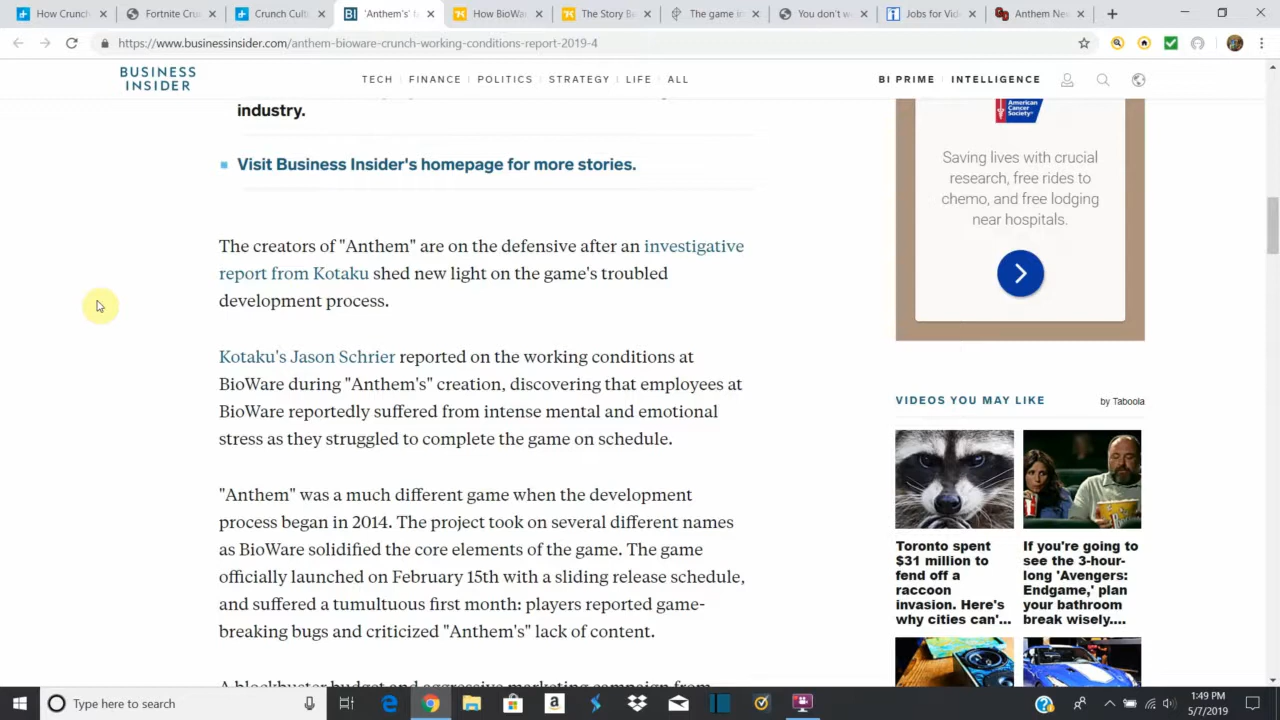 How Crunch
Fortnite Cru
Crunch Cult
'Anthem's' t
How BioWar
The Story Be
The game in
You don't w
Jobs for Vid
Anthem Ne
https://www.businessinsider.com/anthem-bioware-crunch-working-conditions-report-2019-4
BUSINESS
INSIDER
TECH FINANCE POLITICS STRATEGY LIFE ALL
BI PRIME INTELLIGENCE
industry.
Visit Business Insider's homepage for more stories.
The creators of "Anthem" are on the defensive after an investigative
report from Kotaku shed new light on the game's troubled
development process.
Kotaku's Jason Schrier reported on the working conditions at
BioWare during "Anthem's" creation, discovering that employees at
BioWare reportedly suffered from intense mental and emotional
stress as they struggled to complete the game on schedule.
"Anthem" was a much different game when the development
process began in 2014. The project took on several different names
as BioWare solidified the core elements of the game. The game
officially launched on February 15th with a sliding release schedule,
and suffered a tumultuous first month: players reported game-
breaking bugs and criticized "Anthem's" lack of content.
American
Cancer
Society
Saving lives with crucial
research, free rides to
chemo, and free lodging
near hospitals.
VIDEOS YOU MAY LIKE
by Taboola
Toronto spent
$31 million to
fend off a
raccoon
invasion. Here's
why cities can'...
If you're going to
see the 3-hour-
long 'Avengers:
Endgame,' plan
your bathroom
break wisely....
Type here to search
1:49 PM
5/7/2019